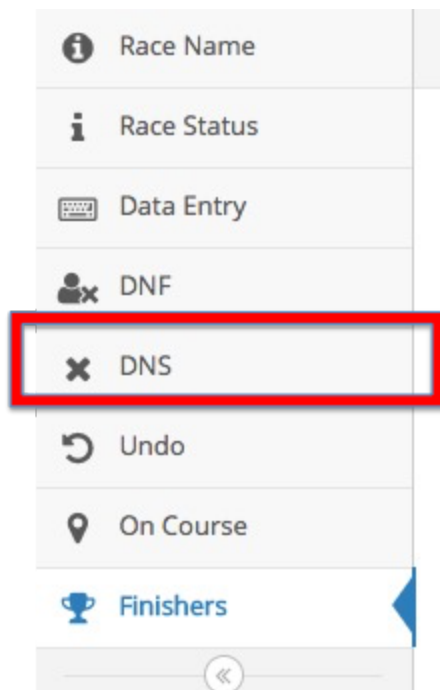 Race Name
Race Status
Data Entry
DNF
DNS
Undo
On Course
Finishers